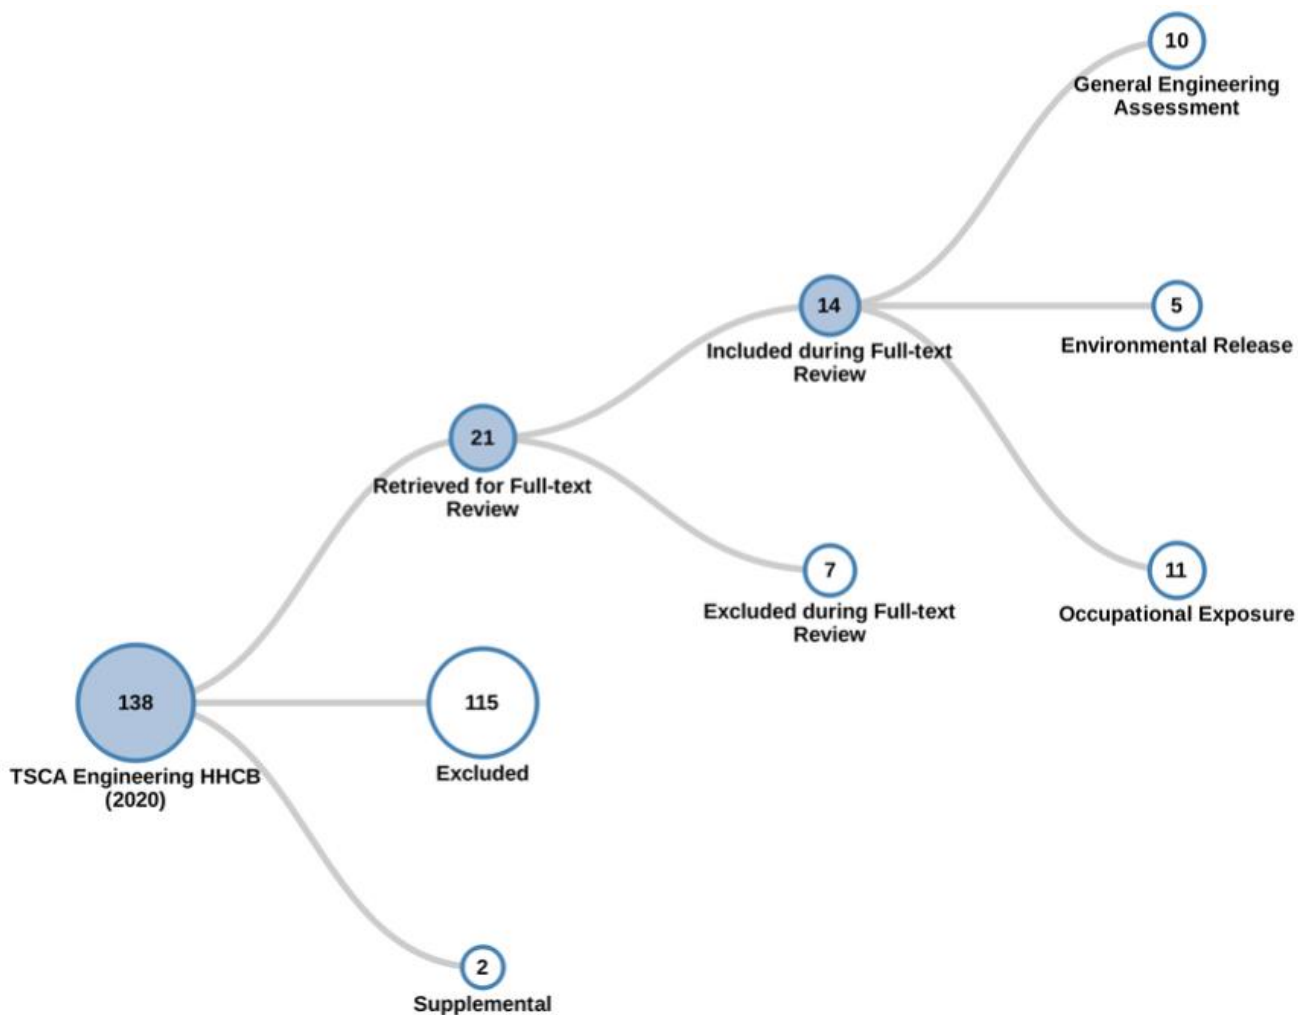 10
General Engineering
Assessment
14
Included during Full-text
Review
5
Environmental Release
21
Retrieved for Full-text
Review
7
Excluded during Full-text
Review
11
Occupational Exposure
138
TSCA Engineering HHCB
(2020)
115
Excluded
2
Supplemental